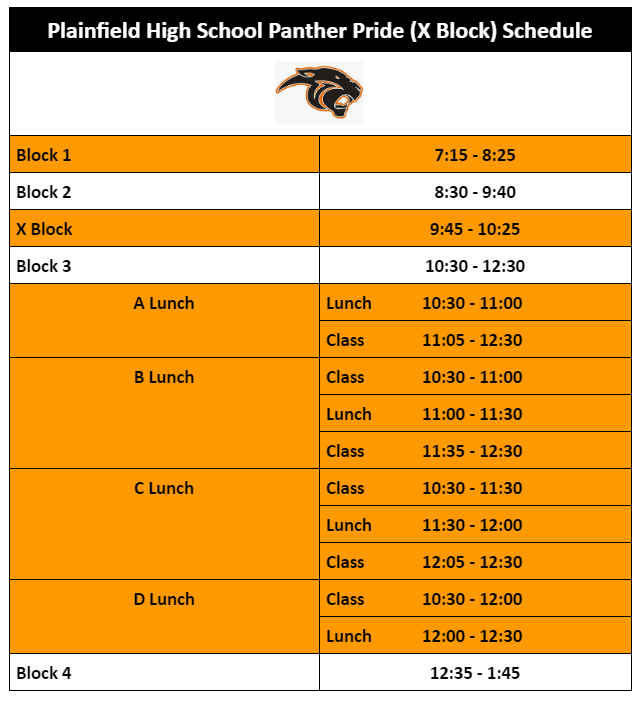 Plainfield High School Panther Pride (X Block) Schedule
Block 1 7:15 - 8:25
Block 2 8:30 - 9:40
X Block 9:45 - 10:25
Block 3 10:30 - 12:30
A Lunch Lunch 10:30 - 11:00
Class 11:05 - 12:30
B Lunch Class 10:30 - 11:00
Lunch 11:00 - 11:30
Class 11:35 - 12:30
C Lunch Class 10:30 - 11:30
Lunch 11:30 - 12:00
Class 12:05 - 12:30
D Lunch Class 10:30 - 12:00
Lunch 12:00 - 12:30
Block 4 12:35 - 1:45